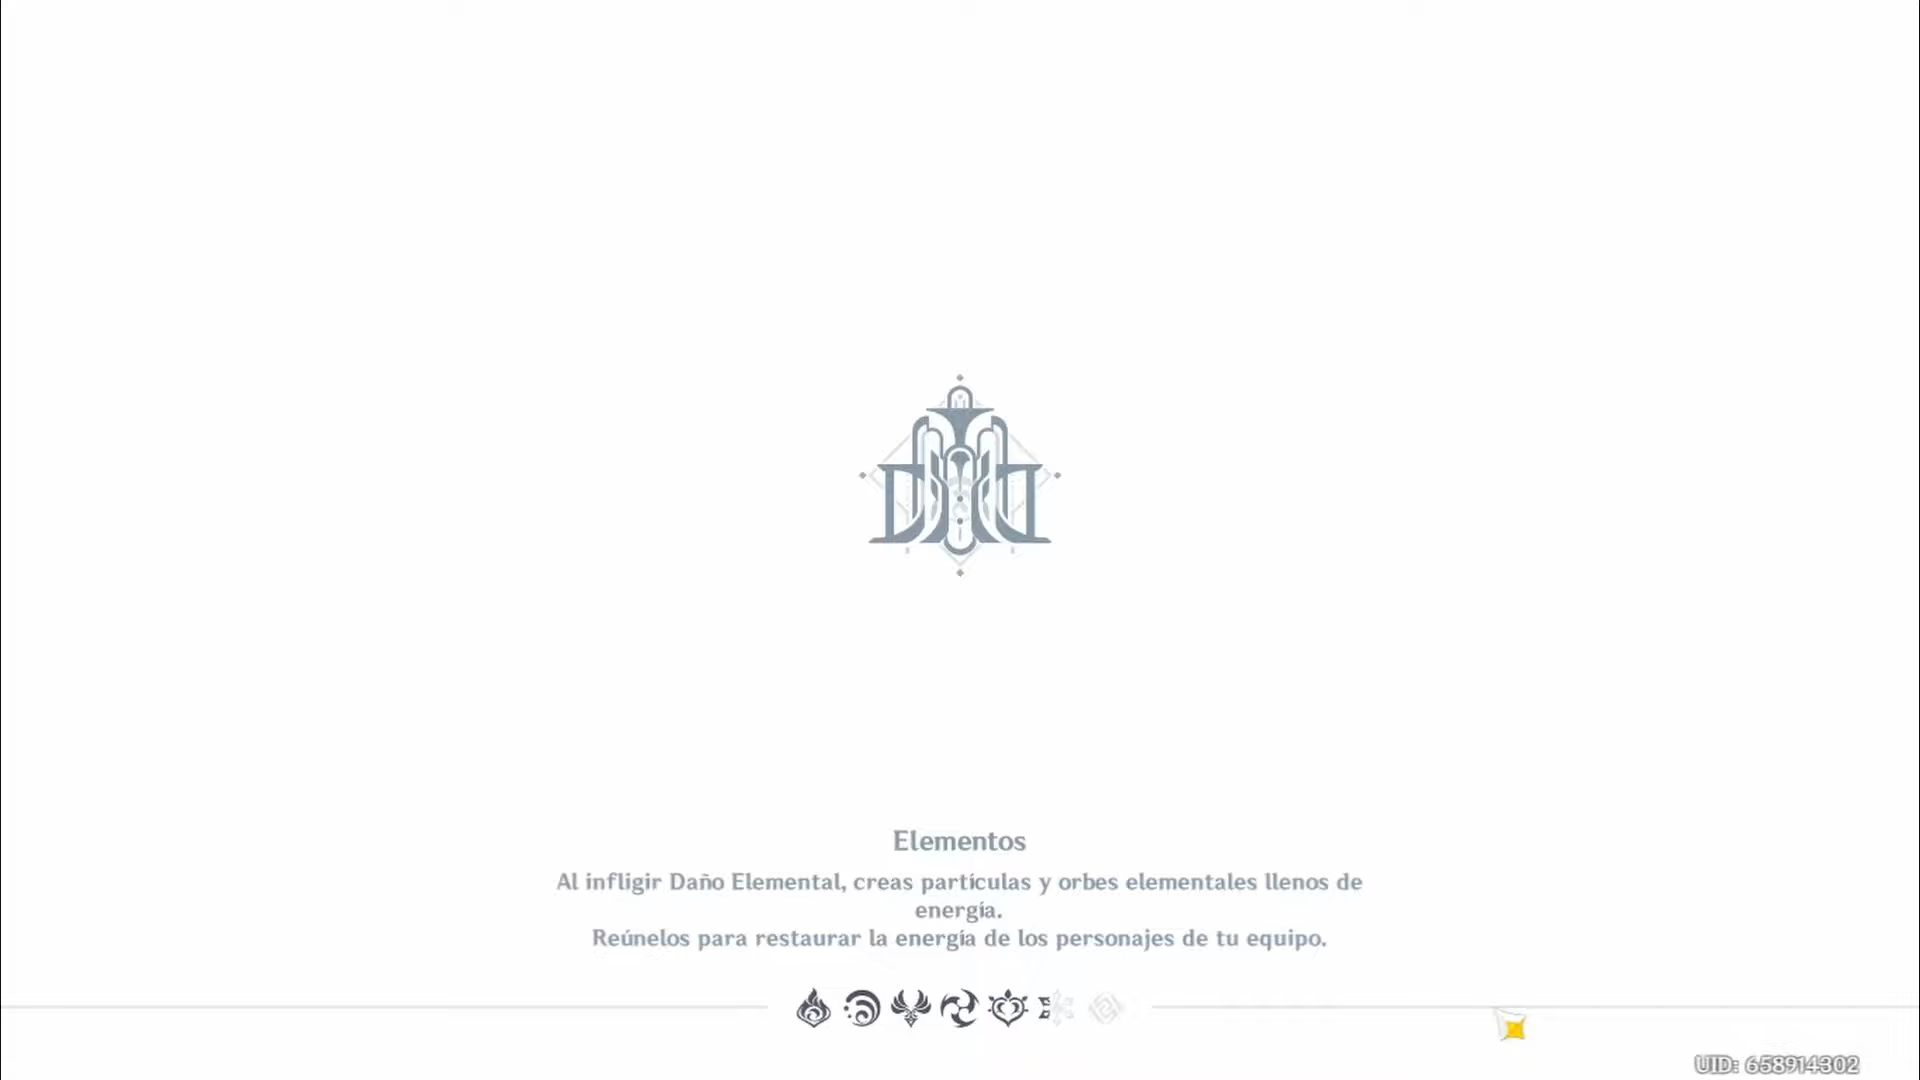 Elementos
Al infligir Daño Elemental, creas partículas y orbes elementales llenos de
energía.
Reúnelos para restaurar la energía de los personajes de tu equipo.
UID: 658914302